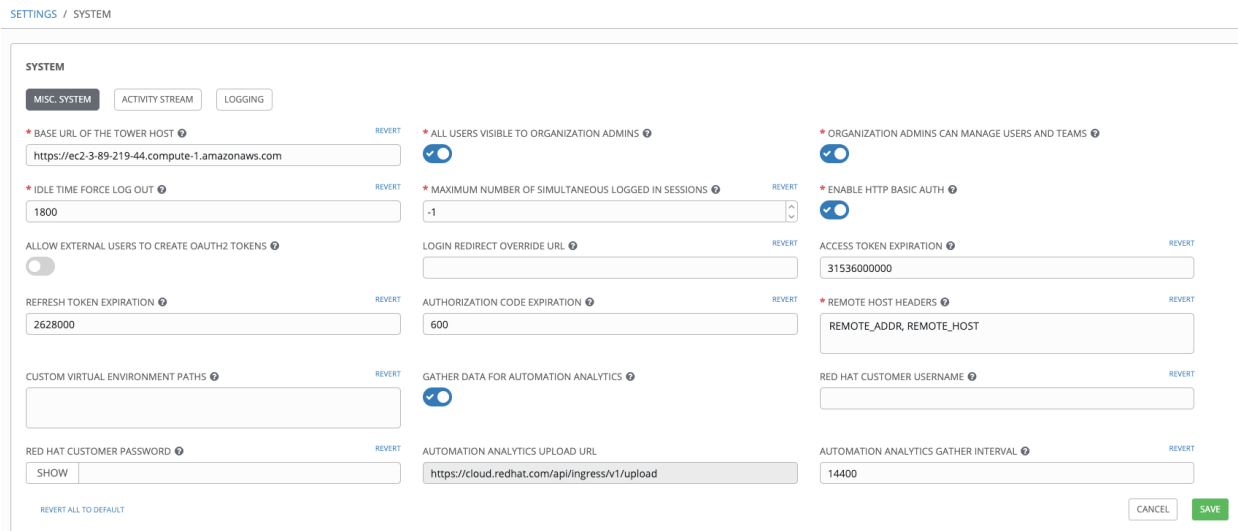 SETTINGS / SYSTEM
SYSTEM
MISC. SYSTEM ACTIVITY STREAM LOGGING
* BASE URL OF THE TOWER HOST REVERT * ALL USERS VISIBLE TO ORGANIZATION ADMINS * ORGANIZATION ADMINS CAN MANAGE USERS AND TEAMS
https://ec2-3-89-219-44.compute-1.amazonaws.com
* IDLE TIME FORCE LOG OUT REVERT * MAXIMUM NUMBER OF SIMULTANEOUS LOGGED IN SESSIONS REVERT * ENABLE HTTP BASIC AUTH
1800 -1
ALLOW EXTERNAL USERS TO CREATE OAUTH2 TOKENS LOGIN REDIRECT OVERRIDE URL REVERT ACCESS TOKEN EXPIRATION REVERT
31536000000
REFRESH TOKEN EXPIRATION REVERT AUTHORIZATION CODE EXPIRATION REVERT * REMOTE HOST HEADERS REVERT
2628000 600 REMOTE_ADDR, REMOTE_HOST
CUSTOM VIRTUAL ENVIRONMENT PATHS REVERT GATHER DATA FOR AUTOMATION ANALYTICS RED HAT CUSTOMER USERNAME REVERT
RED HAT CUSTOMER PASSWORD REVERT AUTOMATION ANALYTICS UPLOAD URL AUTOMATION ANALYTICS GATHER INTERVAL REVERT
SHOW https://cloud.redhat.com/api/ingress/v1/upload 14400
REVERT ALL TO DEFAULT CANCEL SAVE